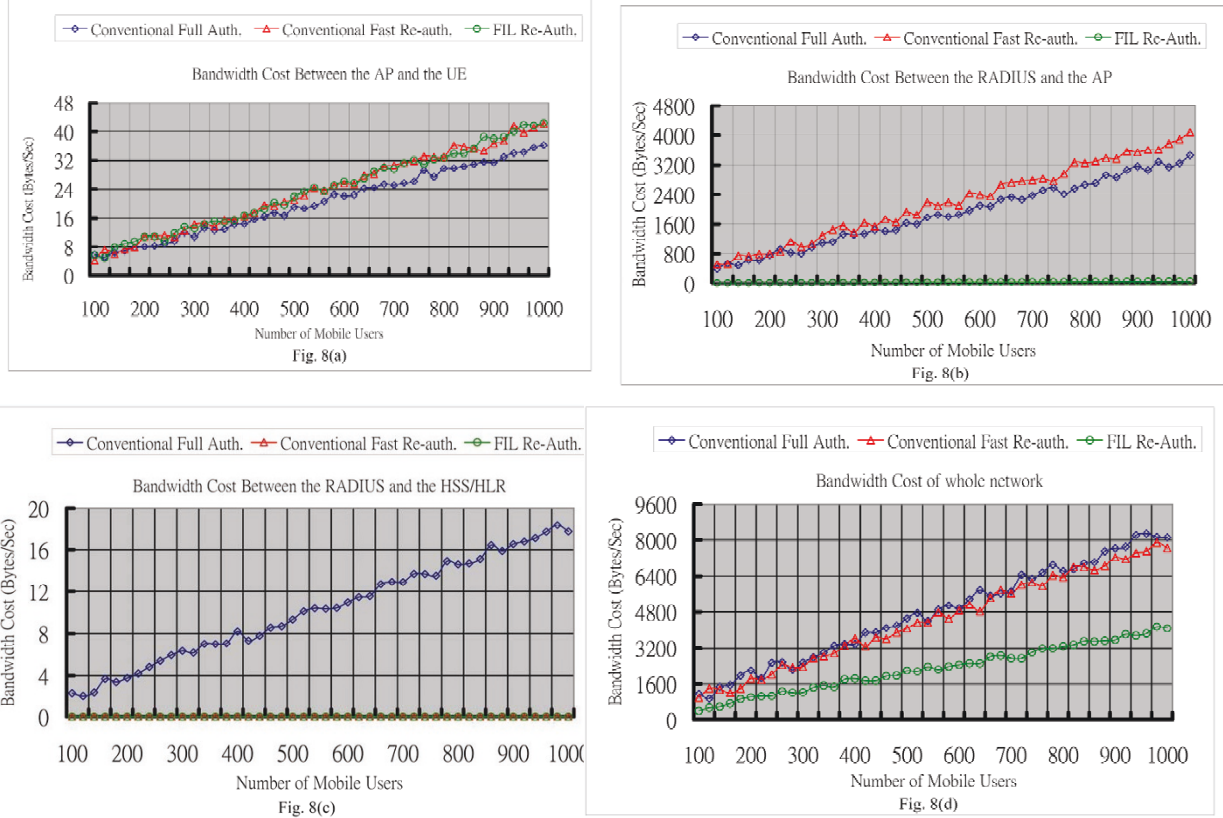 Conventional Full Auth. Conventional Fast Re-auth. FIL Re-Auth.
Bandwidth Cost Between the AP and the UE
Bandwidth Cost (Bytes/Sec)
48
40
32
24
16
8
0
100 200 300 400 500 600 700 800 900 1000
Number of Mobile Users
Fig. 8(a)
Conventional Full Auth. Conventional Fast Re-auth. FIL Re-Auth.
Bandwidth Cost Between the RADIUS and the AP
Bandwidth Cost (Bytes/Sec)
4800
4000
3200
2400
1600
800
0
100 200 300 400 500 600 700 800 900 1000
Number of Mobile Users
Fig. 8(b)
Conventional Full Auth. Conventional Fast Re-auth. FIL Re-Auth.
Bandwidth Cost Between the RADIUS and the HSS/HLR
Bandwidth Cost (Bytes/Sec)
20
16
12
8
4
0
100 200 300 400 500 600 700 800 900 1000
Number of Mobile Users
Fig. 8(c)
Conventional Full Auth. Conventional Fast Re-auth. FIL Re-Auth.
Bandwidth Cost of whole network
Bandwidth Cost (Bytes/Sec)
9600
8000
6400
4800
3200
1600
0
100 200 300 400 500 600 700 800 900 1000
Number of Mobile Users
Fig. 8(d)